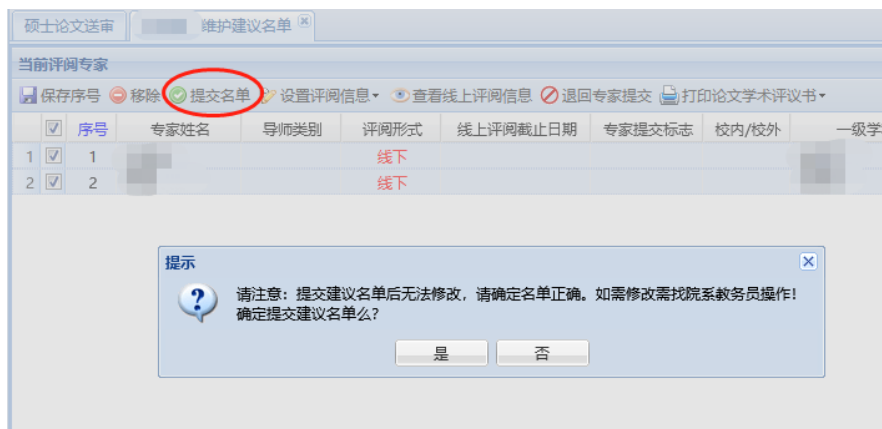 硕士论文送审 维护建议名单
当前评阅专家
保存序号 移除 提交名单 设置评阅信息 查看线上评阅信息 退回专家提交 打印论文学术评议书
序号 专家姓名 导师类别 评阅形式 线上评阅截止日期 专家提交标志 校内/校外 一级学
1 1 线下
2 2 线下
提示
请注意：提交建议名单后无法修改，请确定名单正确。如需修改需找院系教务员操作！
确定提交建议名单么？
是 否